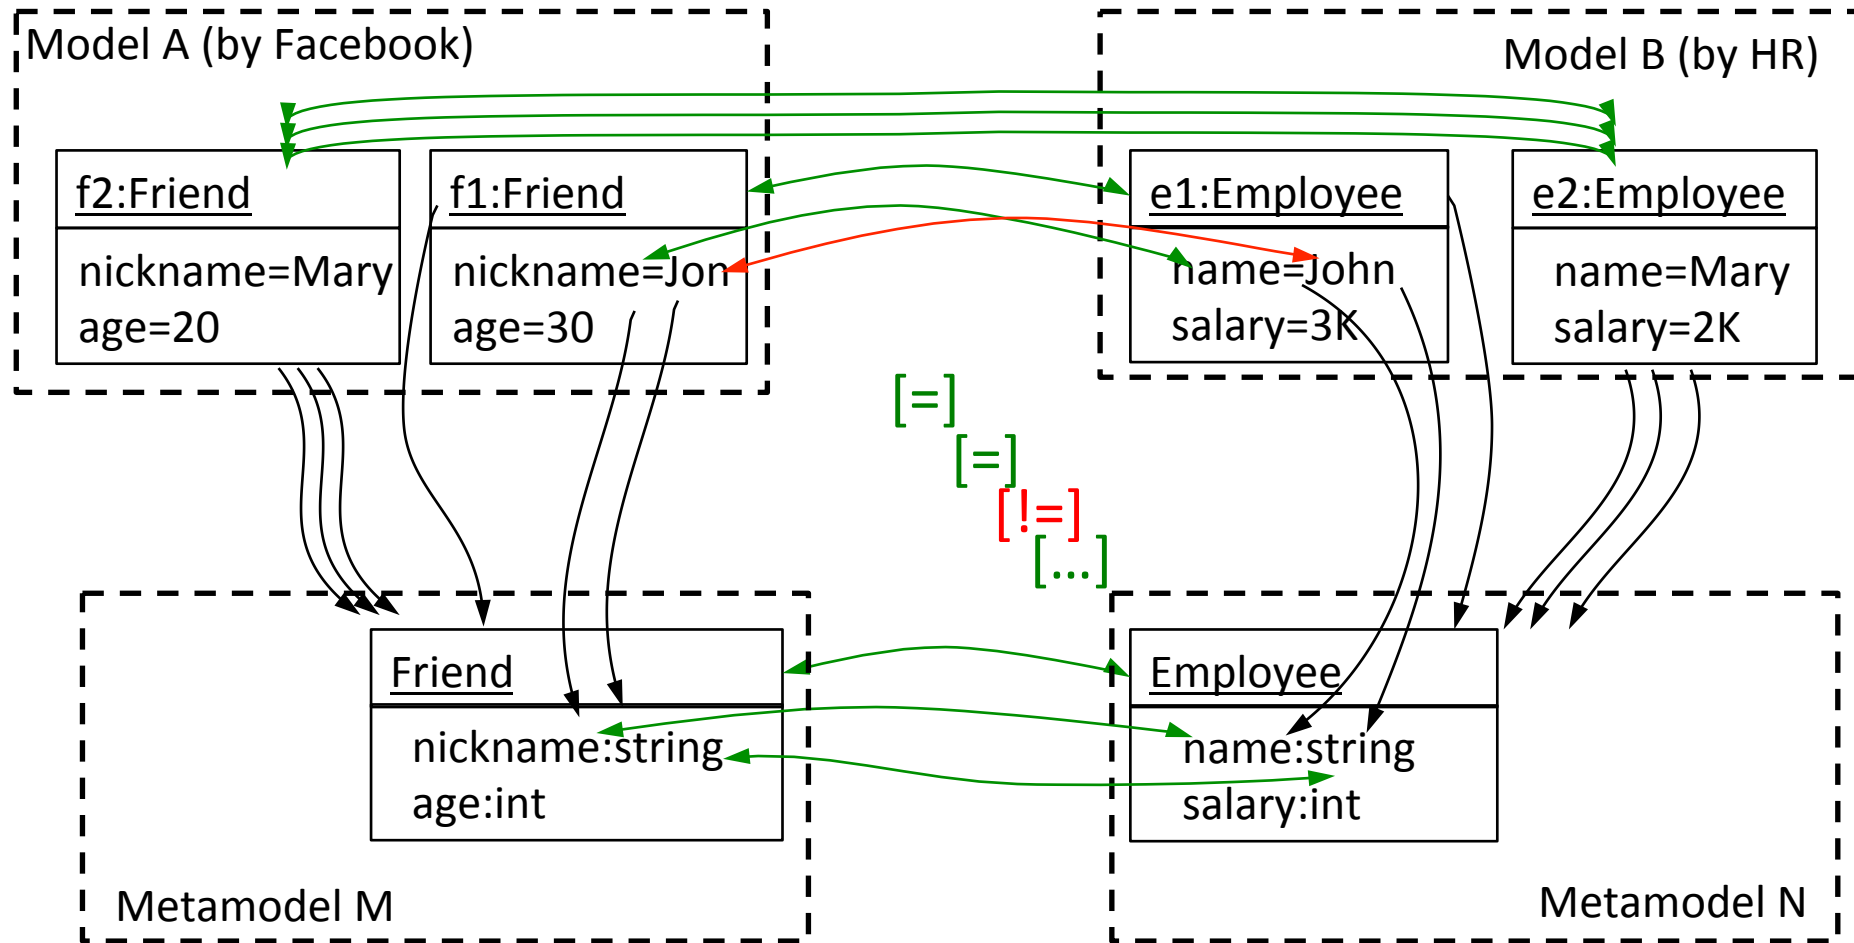 Model A (by Facebook)
Model B (by HR)
f2:Friend
nickname=Mary
age=20
f1:Friend
nickname=Jon
age=30
e1:Employee
name=John
salary=3K
e2:Employee
name=Mary
salary=2K
[=]
[=]
[!=]
[...]
Friend
nickname:string
age:int
Employee
name:string
salary:int
Metamodel M
Metamodel N